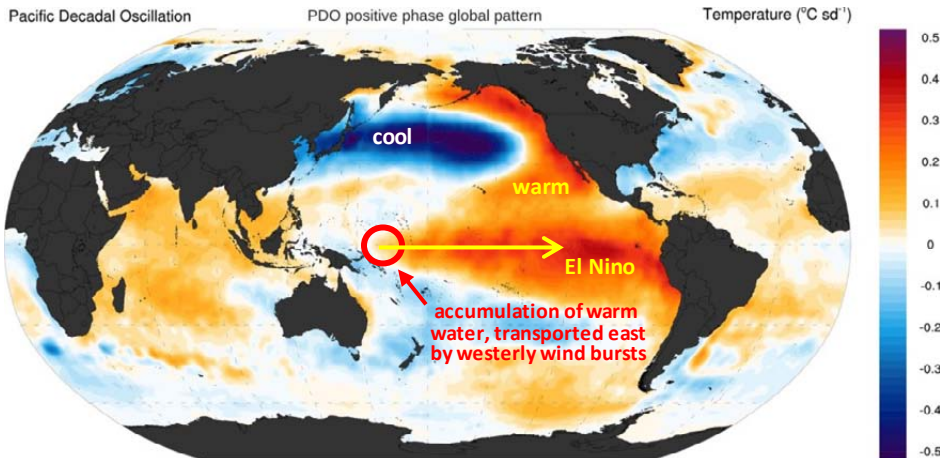 Pacific Decadal Oscillation
PDO positive phase global pattern
Temperature (°C sd⁻¹)
cool
warm
El Nino
accumulation of warm
water, transported east
by westerly wind bursts
0.5
0.4
0.3
0.2
0.1
0
-0.1
-0.2
-0.3
-0.4
-0.5